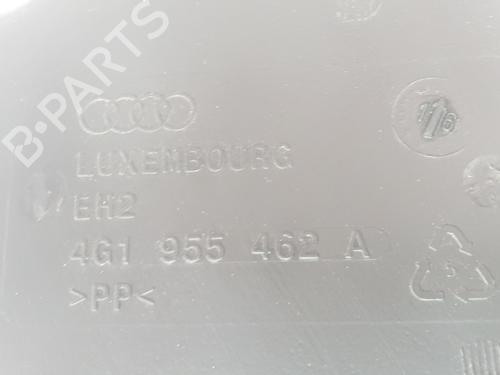 B-PARTS
LUXEMBOURG
EH2
4G1 955 462 A
>PP<